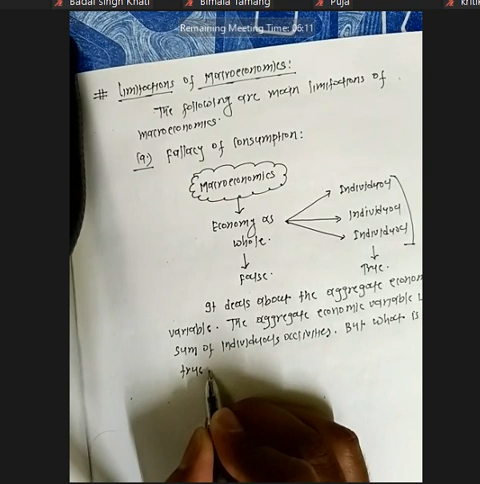 Badal singh Khati Bimala Tamang Puja kritik
Remaining Meeting Time: 06:11
# Limitations of Macroeconomics:
The following are main limitations of
macroeconomics.
(a.) Fallacy of Consumption:
Macroeconomics
Individual
Economy as Individual
whole. Individual
False. True.
It deals about the aggregate econom
variable. The aggregate economic variable
sum of individuals acctivities. But what is
true